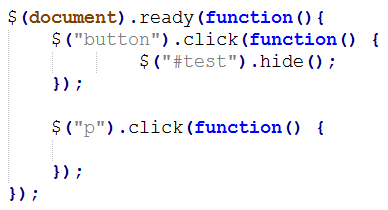 $(document).ready(function(){
    $("button").click(function() {
            $("#test").hide();
    });

    $("p").click(function() {

    });
});